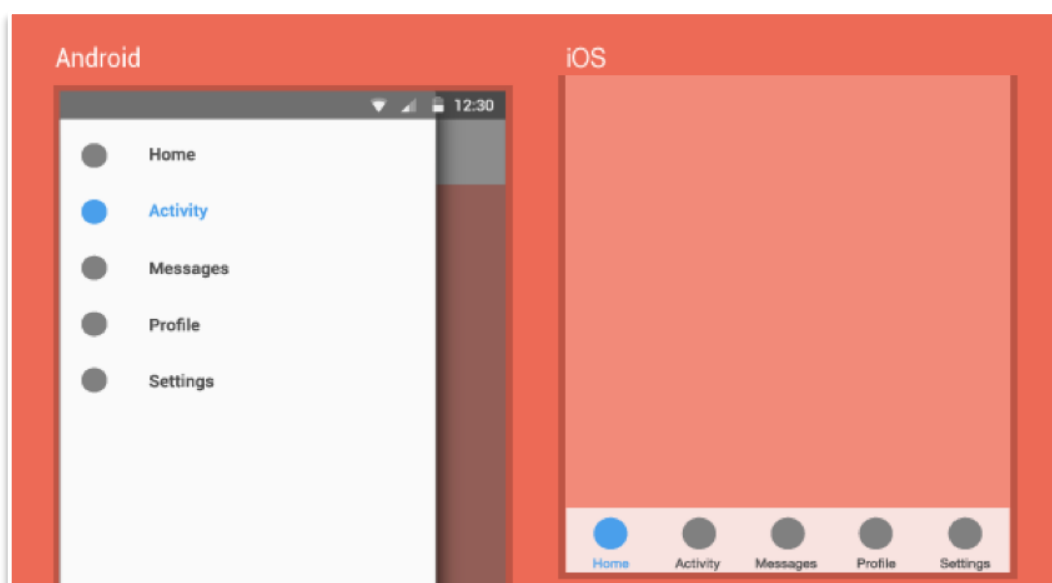 Android
12:30
Home
Activity
Messages
Profile
Settings
iOS
Home Activity Messages Profile Settings